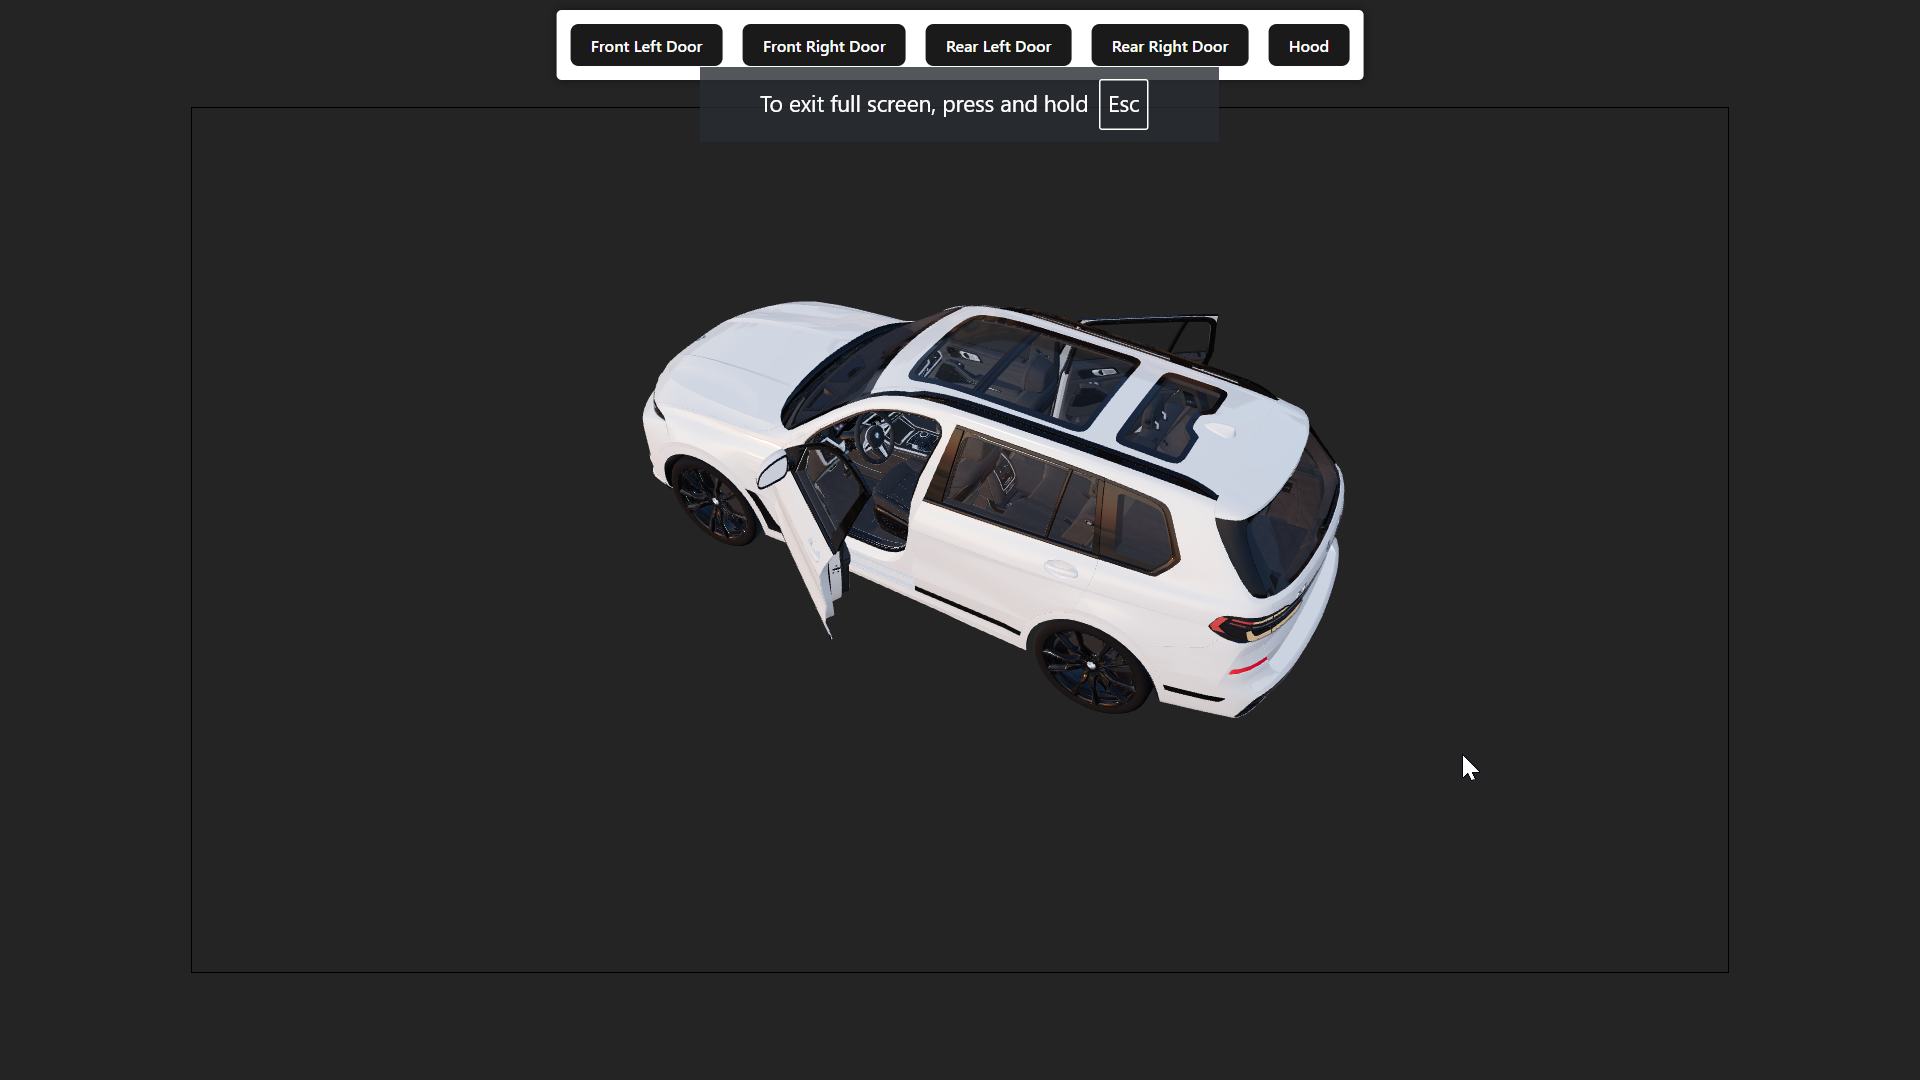 Front Left Door
Front Right Door
Rear Left Door
Rear Right Door
Hood
To exit full screen, press and hold Esc